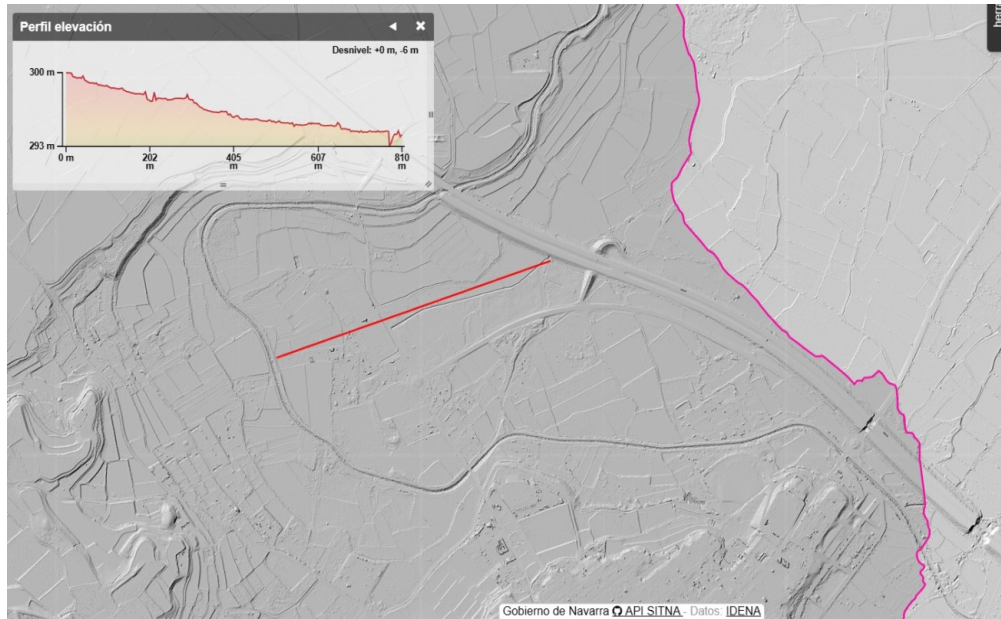 Perfil elevación
Desnivel: +0 m, -6 m
300 m
293 m
0 m
202 m
405 m
607 m
810 m
Gobierno de Navarra API SITNA - Datos: IDENA